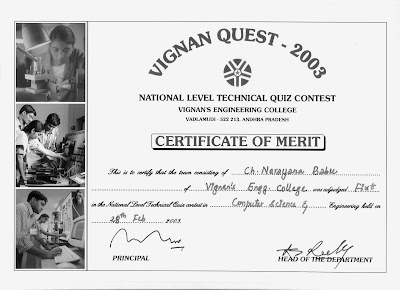 VIGNAN QUEST - 2003
NATIONAL LEVEL TECHNICAL QUIZ CONTEST
VIGNAN'S ENGINEERING COLLEGE
VADLAMUDI - 522 213. ANDHRA PRADESH
CERTIFICATE OF MERIT
This is to certify that the team consisting of Ch. Narayana Babu
of Vignan's Engg. College was adjudged First
in the National Level Technical Quiz contest in Computer Science & Engineering held on
28th Feb 2003.
PRINCIPAL
HEAD OF THE DEPARTMENT